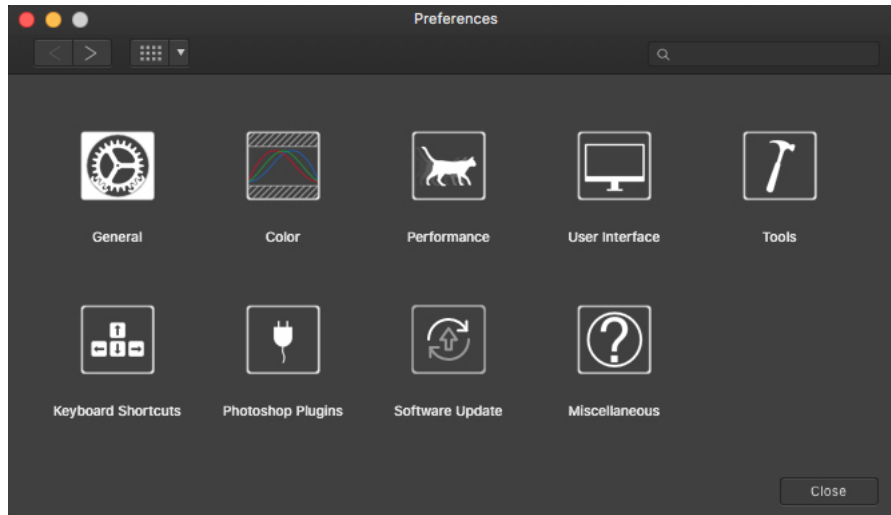 Preferences
General
Color
Performance
User Interface
Tools
Keyboard Shortcuts
Photoshop Plugins
Software Update
Miscellaneous
Close